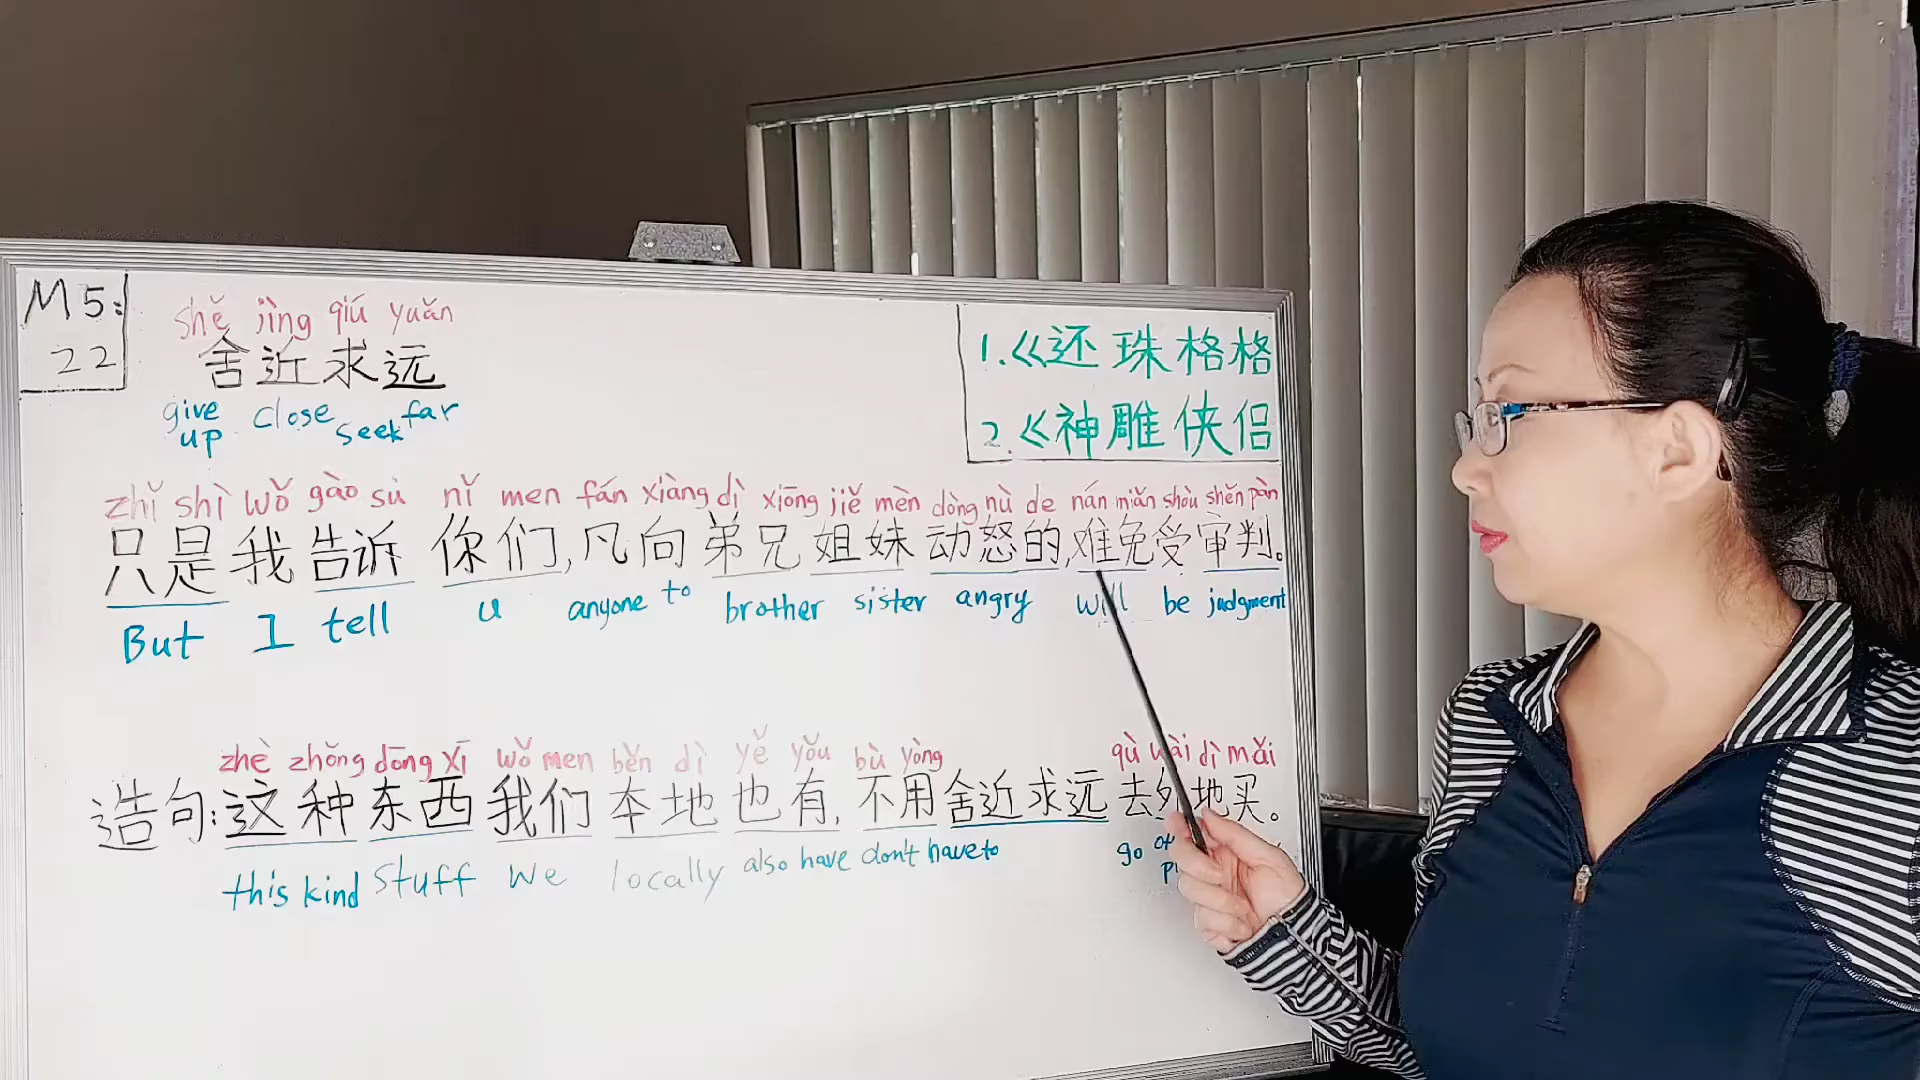 M5:
22
shě jìng qiú yuǎn
舍近求远
give up close seek far
1.《还珠格格
2.《神雕侠侣
zhǐ shì wǒ gào sù nǐ men fán xiàng dì xiōng jiě mèn dòng nù de nán miǎn shòu shěn pàn
只是我告诉你们,凡向弟兄姐妹动怒的,难免受审判。
But I tell u anyone to brother sister angry will be judgment
zhè zhǒng dōng xī wǒ men běn dì yě yǒu bù yòng qù wài dì mǎi
造句:这种东西我们本地也有,不用舍近求远去外地买。
this kind stuff we locally also have don't have to go